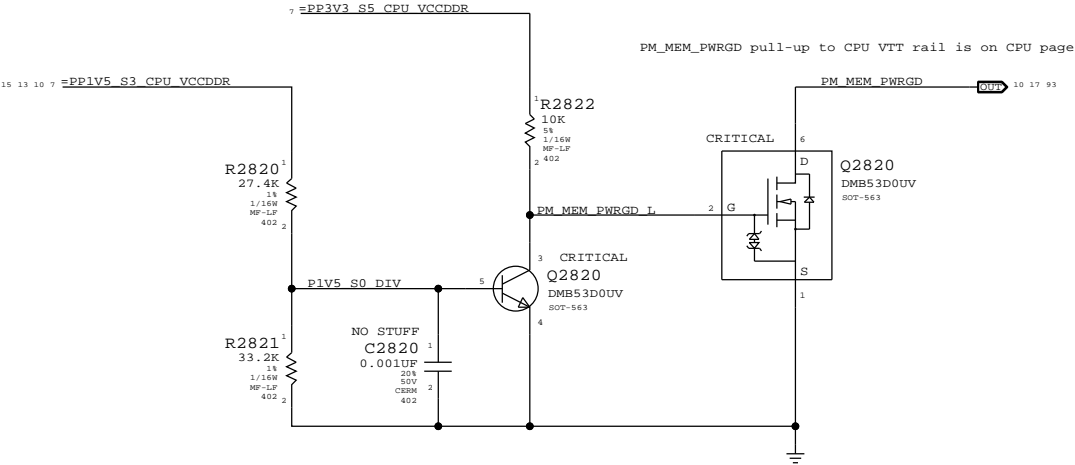 7 =PP3V3_S5_CPU_VCCDDR
PM_MEM_PWRGD pull-up to CPU VTT rail is on CPU page
15 13 10 7 =PP1V5_S3_CPU_VCCDDR
PM_MEM_PWRGD OUT 10 17 93
1
R2822
10K
5%
1/16W
MF-LF
402
2
CRITICAL 6
D
Q2820
DMB53D0UV
SOT-563
R2820 1
27.4K
1%
1/16W
MF-LF
402 2
PM_MEM_PWRGD_L 2 G
3 CRITICAL
Q2820
DMB53D0UV
SOT-563
S
P1V5_S0_DIV 5
1
4
NO STUFF
R2821 1
33.2K
1%
1/16W
MF-LF
402 2
C2820 1
0.001UF
20%
50V
CERM
402
2